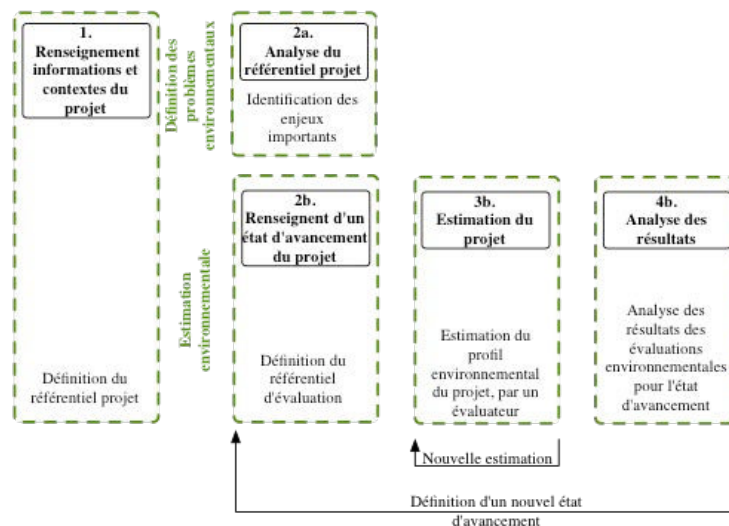 1.
Renseignement
informations et
contextes du
projet
Définition du
référentiel projet
Définition des
problèmes
environnementaux
2a.
Analyse du
référentiel projet
Identification des
enjeux
importants
Estimation
environnementale
2b.
Renseignent d'un
état d'avancement
du projet
Définition du
référentiel
d'évaluation
3b.
Estimation du
projet
Estimation du
profil
environnemental
du projet, par un
évaluateur
4b.
Analyse des
résultats
Analyse des
résultats des
évaluations
environnementales
pour l'état
d'avancement
Nouvelle estimation
Définition d'un nouvel état
d'avancement